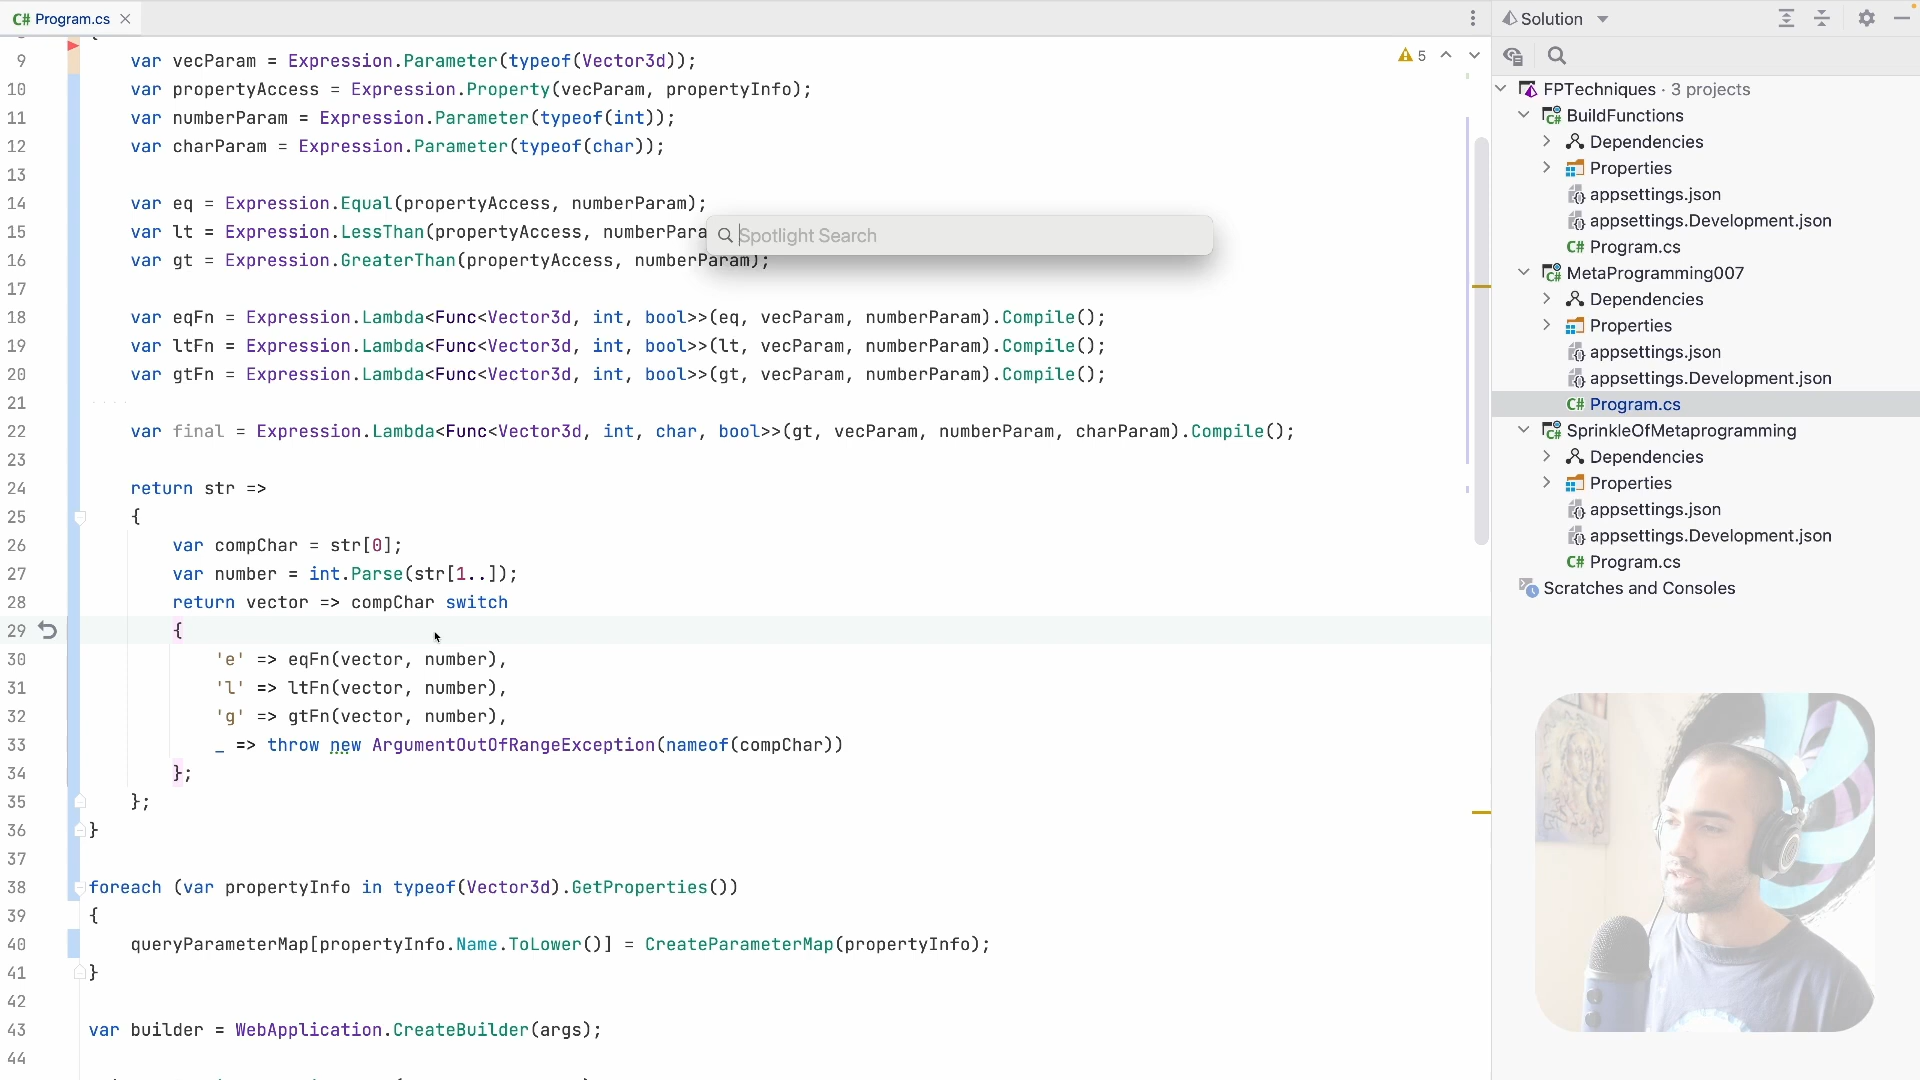 C# Program.cs
5
9 var vecParam = Expression.Parameter(typeof(Vector3d));
10 var propertyAccess = Expression.Property(vecParam, propertyInfo);
11 var numberParam = Expression.Parameter(typeof(int));
12 var charParam = Expression.Parameter(typeof(char));
13
14 var eq = Expression.Equal(propertyAccess, numberParam);
15 var lt = Expression.LessThan(propertyAccess, numberPara
Spotlight Search
16 var gt = Expression.GreaterThan(propertyAccess, numberParam);
17
18 var eqFn = Expression.Lambda<Func<Vector3d, int, bool>>(eq, vecParam, numberParam).Compile();
19 var ltFn = Expression.Lambda<Func<Vector3d, int, bool>>(lt, vecParam, numberParam).Compile();
20 var gtFn = Expression.Lambda<Func<Vector3d, int, bool>>(gt, vecParam, numberParam).Compile();
21
22 var final = Expression.Lambda<Func<Vector3d, int, char, bool>>(gt, vecParam, numberParam, charParam).Compile();
23
24 return str =>
25 {
26 var compChar = str[0];
27 var number = int.Parse(str[1..]);
28 return vector => compChar switch
29 {
30 'e' => eqFn(vector, number),
31 'l' => ltFn(vector, number),
32 'g' => gtFn(vector, number),
33 _ => throw new ArgumentOutOfRangeException(nameof(compChar))
34 };
35 };
36 }
37
38 foreach (var propertyInfo in typeof(Vector3d).GetProperties())
39 {
40 queryParameterMap[propertyInfo.Name.ToLower()] = CreateParameterMap(propertyInfo);
41 }
42
43 var builder = WebApplication.CreateBuilder(args);
44
Solution
FPTechniques · 3 projects
C# BuildFunctions
Dependencies
Properties
appsettings.json
appsettings.Development.json
C# Program.cs
C# MetaProgramming007
Dependencies
Properties
appsettings.json
appsettings.Development.json
C# Program.cs
C# SprinkleOfMetaprogramming
Dependencies
Properties
appsettings.json
appsettings.Development.json
C# Program.cs
Scratches and Consoles